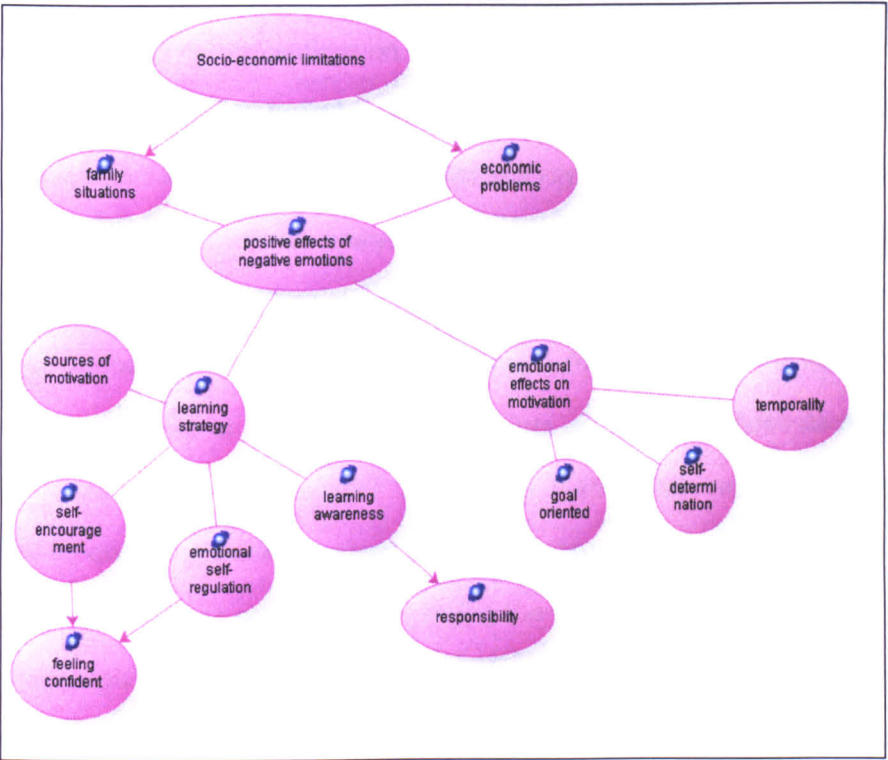 Socio-economic limitations
family
situations
economic
problems
positive effects of
negative emotions
sources of
motivation
learning
strategy
emotional
effects on
motivation
temporality
self-
encourage
ment
emotional
self-
regulation
learning
awareness
goal
oriented
self-
determi
nation
responsibility
feeling
confident